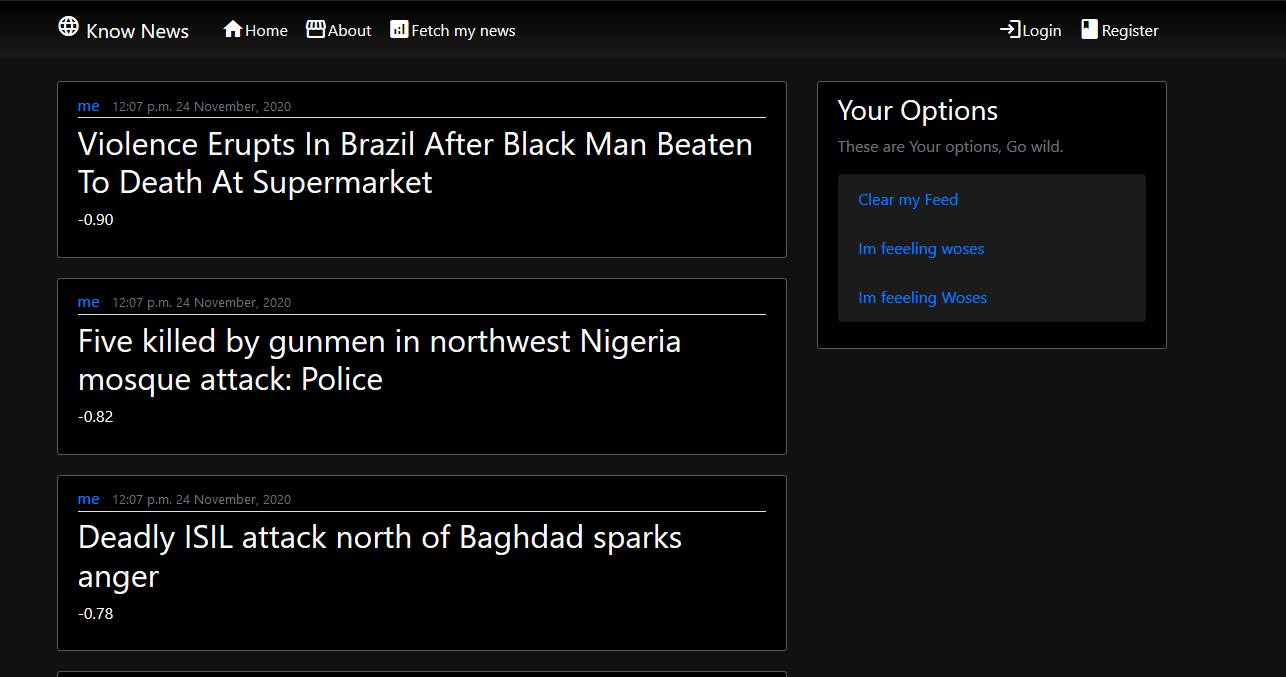 Know News Home About Fetch my news Login Register
me 12:07 p.m. 24 November, 2020
Violence Erupts In Brazil After Black Man Beaten
To Death At Supermarket
-0.90
me 12:07 p.m. 24 November, 2020
Five killed by gunmen in northwest Nigeria
mosque attack: Police
-0.82
me 12:07 p.m. 24 November, 2020
Deadly ISIL attack north of Baghdad sparks
anger
-0.78
Your Options
These are Your options, Go wild.
Clear my Feed
Im feeeling woses
Im feeeling Woses